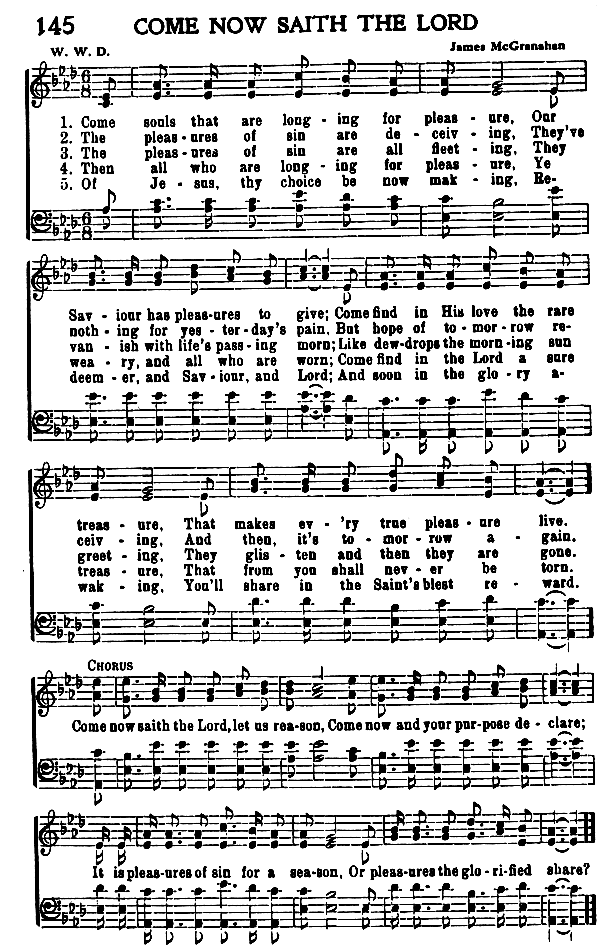 145 COME NOW SAITH THE LORD
W. W. D. James McGranahan
1. Come souls that are long - ing for pleas - ure, Our
2. The pleas - ures of sin are de - ceiv - ing, They've
3. The pleas - ures of sin are all fleet - ing, They
4. Then all who are long - ing for pleas - ure, Ye
5. Of Je - sus, thy choice be now mak - ing, Re-
Sav - iour has pleas - ures to give; Come find in His love the rare
noth - ing for yes - ter - day's pain, But hope of to - mor - row re -
van - ish with life's pass - ing morn; Like dew-drops the morn - ing sun
wea - ry, and all who are worn; Come find in the Lord a sure
deem - er, and Sav - iour, and Lord; And soon in the glo - ry a-
treas - ure, That makes ev - 'ry true pleas - ure live.
ceiv - ing, And then, it's to - mor - row a - gain.
greet - ing, They glis - ten and then they are gone.
treas - ure, That from you shall nev - er be torn.
wak - ing, You'll share in the Saint's blest re - ward.
CHORUS
Come now saith the Lord, let us rea-son, Come now and your pur-pose de - clare;
It is pleas-ures of sin for a sea-son, Or pleas-ures the glo-ri-fied share?